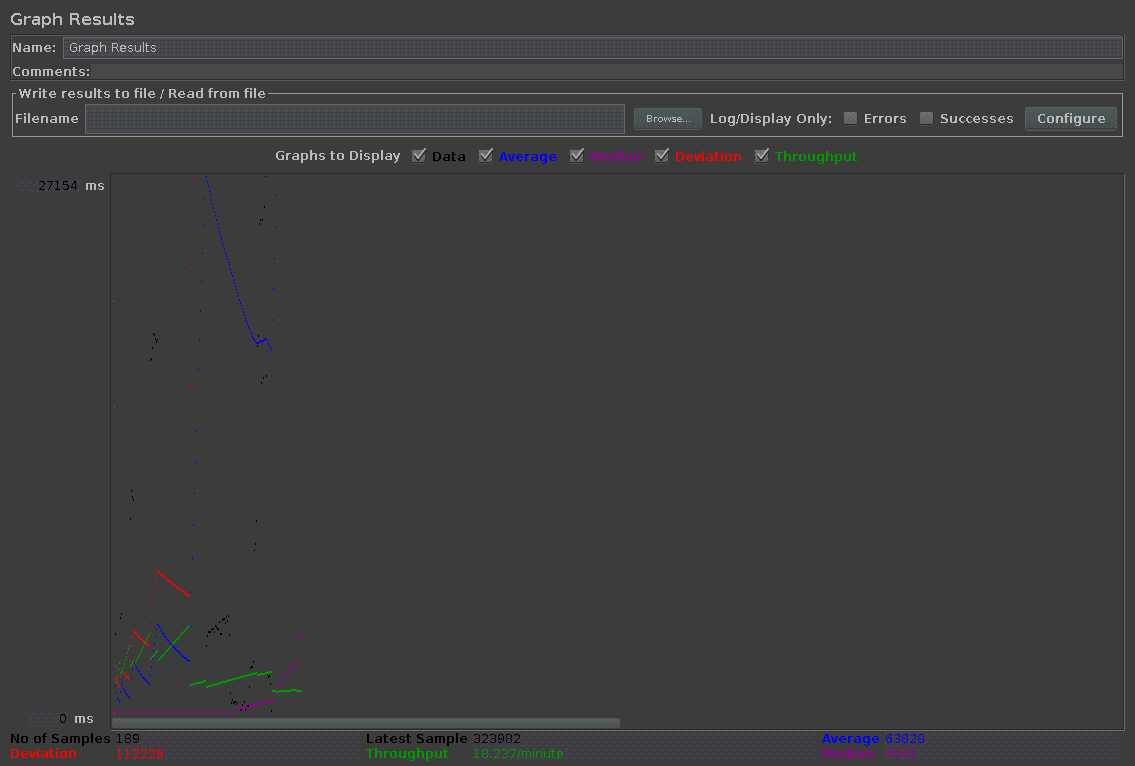 Graph Results
Name: Graph Results
Comments:
Write results to file / Read from file
Filename Browse... Log/Display Only: Errors Successes Configure
Graphs to Display Data Average Median Deviation Throughput
27154 ms
0 ms
No of Samples 189 Latest Sample 323982 Average 63828
Deviation 112228 Throughput 18.237/minute Median